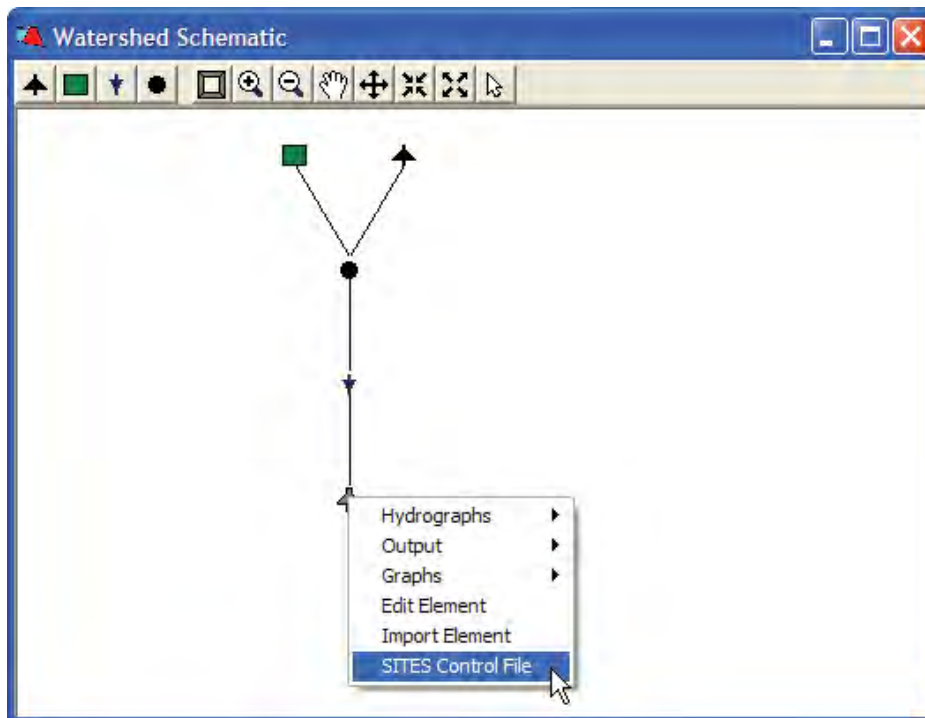 Watershed Schematic
Hydrographs
Output
Graphs
Edit Element
Import Element
SITES Control File